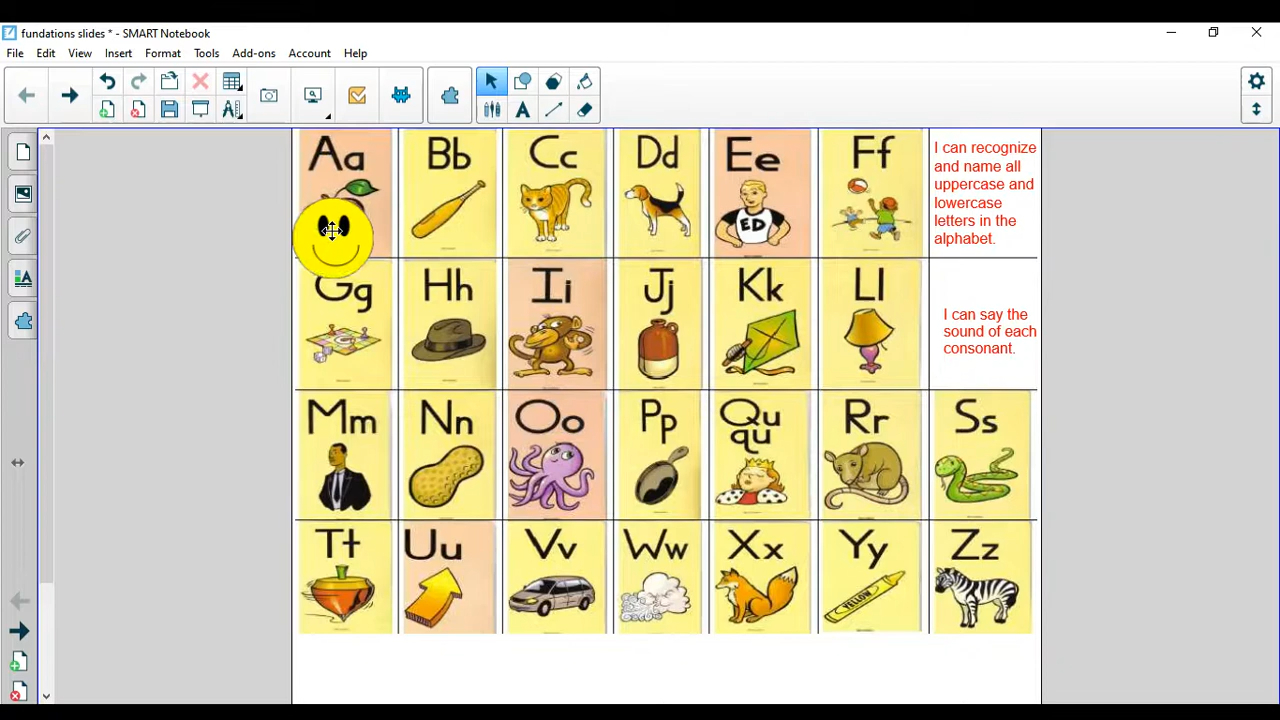 fundations slides * - SMART Notebook
File Edit View Insert Format Tools Add-ons Account Help
Aa Bb Cc Dd Ee Ff
I can recognize
and name all
uppercase and
lowercase
letters in the
alphabet.
ED
Gg Hh Ii Jj Kk Ll
I can say the
sound of each
consonant.
Mm Nn Oo Pp Qu Rr Ss
qu
Tt Uu Vv Ww Xx Yy Zz
YELLOW